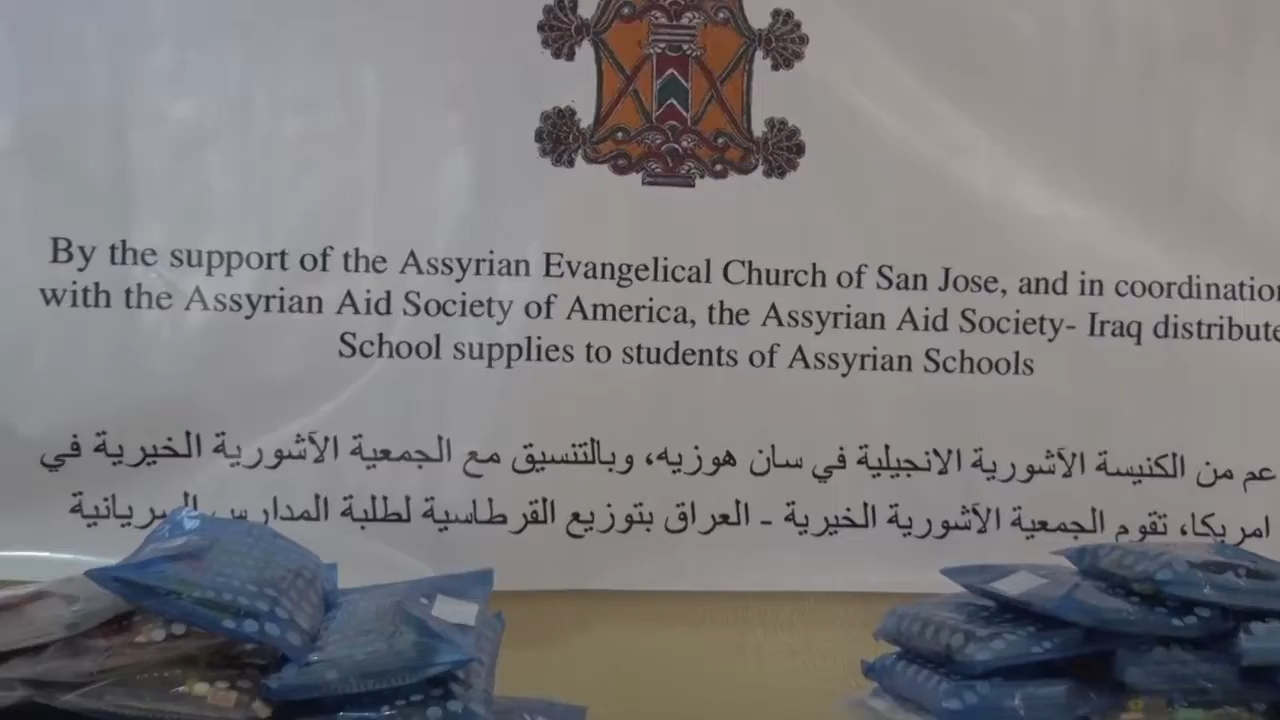 By the support of the Assyrian Evangelical Church of San Jose, and in coordination
with the Assyrian Aid Society of America, the Assyrian Aid Society- Iraq distribute
School supplies to students of Assyrian Schools
عم من الكنيسة الآشورية الانجيلية في سان هوزيه، وبالتنسيق مع الجمعية الآشورية الخيرية في
امريكا، تقوم الجمعية الآشورية الخيرية - العراق بتوزيع القرطاسية لطلبة المدارس السريانية